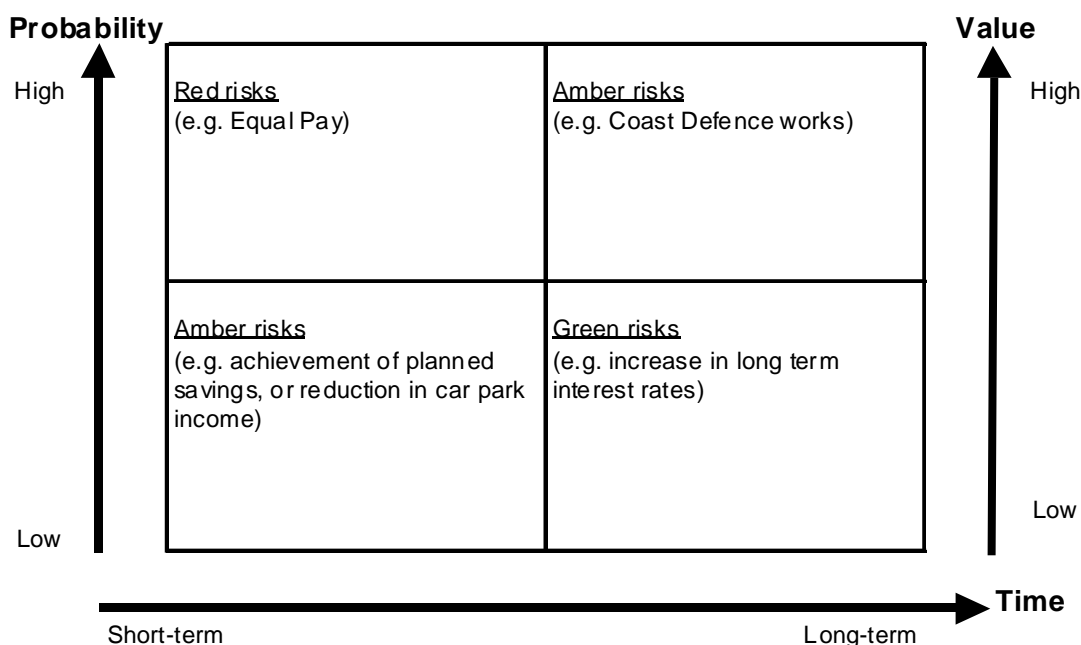 Probability
Value
High
High
Red risks
(e.g. Equal Pay)
Amber risks
(e.g. Coast Defence works)
Amber risks
(e.g. achievement of planned
savings, or reduction in car park
income)
Green risks
(e.g. increase in long term
interest rates)
Low
Low
Time
Short-term
Long-term